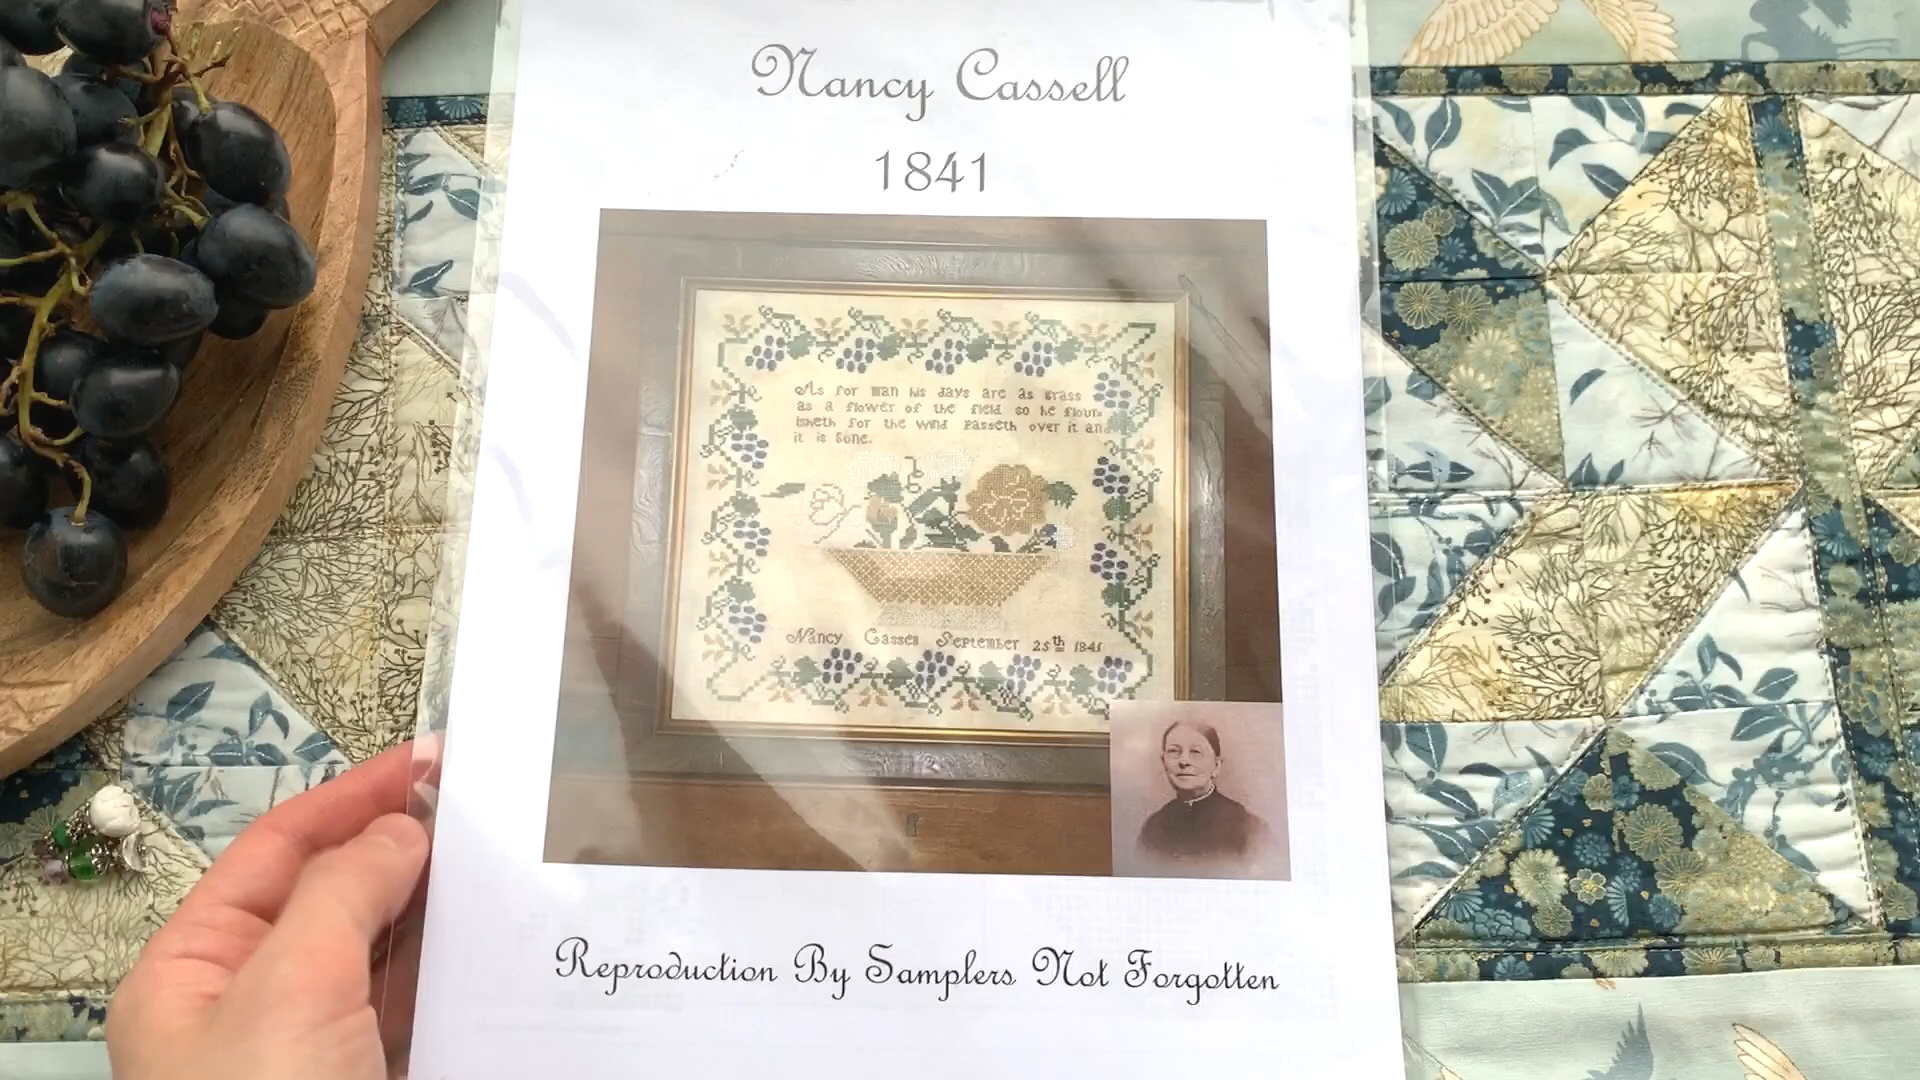 Nancy Cassell
1841
As for man his days are as grass
as a flower of the field so he flouri
isheth for the wind Passeth over it and
it is gone.
Nancy Cassell September 25th 1841
Reproduction By Samplers Not Forgotten